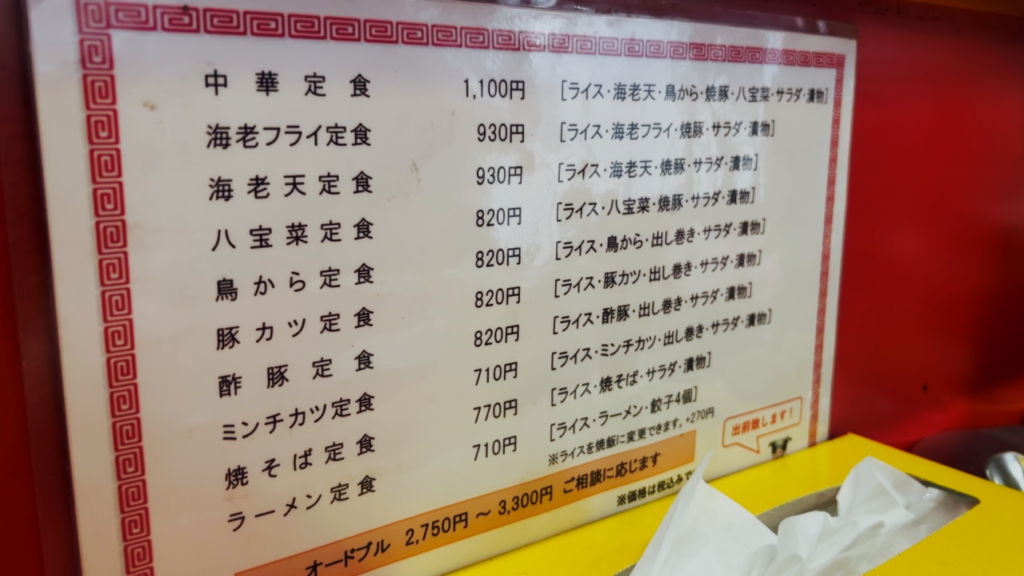 中華定食 1,100円 [ライス・海老天・鳥から・焼豚・八宝菜・サラダ・漬物]
海老フライ定食 930円 [ライス・海老フライ・焼豚・サラダ・漬物]
海老天定食 930円 [ライス・海老天・焼豚・サラダ・漬物]
八宝菜定食 820円 [ライス・八宝菜・焼豚・サラダ・漬物]
鳥から定食 820円 [ライス・鳥から・出し巻き・サラダ・漬物]
豚カツ定食 820円 [ライス・豚カツ・出し巻き・サラダ・漬物]
酢豚定食 820円 [ライス・酢豚・出し巻き・サラダ・漬物]
ミンチカツ定食 710円 [ライス・ミンチカツ・出し巻き・サラダ・漬物]
焼そば定食 770円 [ライス・焼そば・サラダ・漬物]
ラーメン定食 710円 [ライス・ラーメン・餃子4個]
※ライスを焼飯に変更できます。+270円
出前致します!
オードブル 2,750円 ～ 3,300円 ご相談に応じます
※価格は税込みで